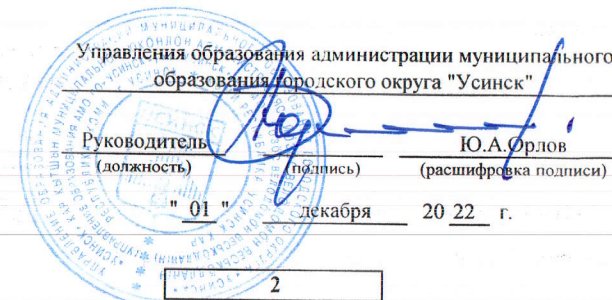 Управления образования администрации муниципального
образования городского округа "Усинск"
Руководитель Ю.А.Орлов
(должность) (подпись) (расшифровка подписи)
" 01 " декабря 20 22 г.
2